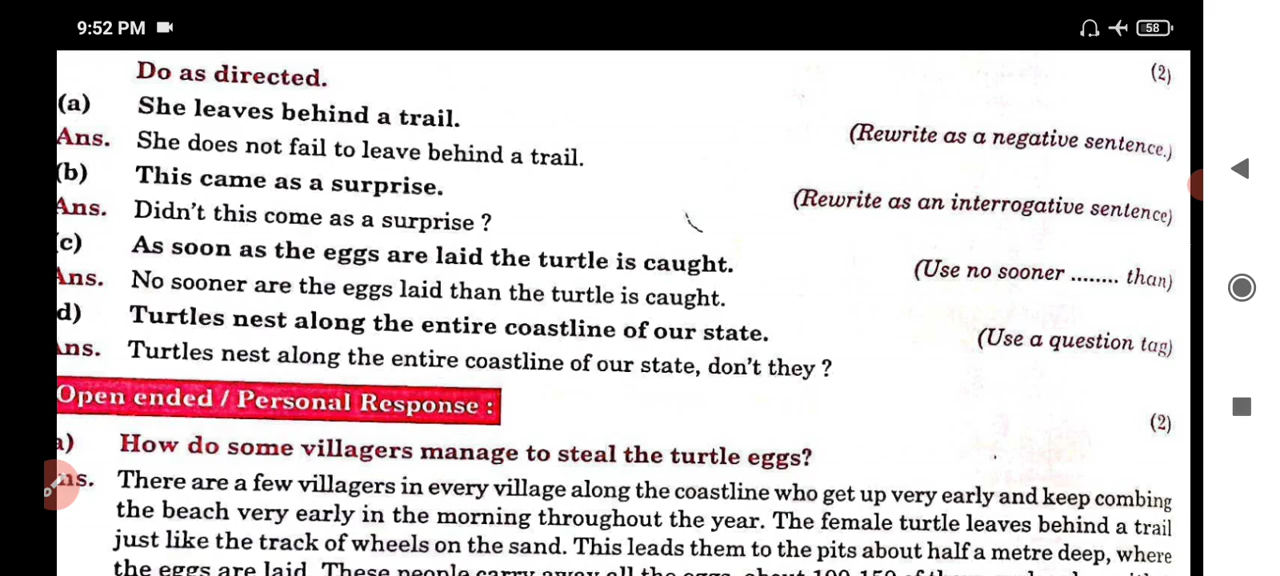 9:52 PM
58
Do as directed. (2)
(a) She leaves behind a trail. (Rewrite as a negative sentence.)
Ans. She does not fail to leave behind a trail.
(b) This came as a surprise. (Rewrite as an interrogative sentence)
Ans. Didn't this come as a surprise ?
(c) As soon as the eggs are laid the turtle is caught. (Use no sooner ........ than)
Ans. No sooner are the eggs laid than the turtle is caught.
d) Turtles nest along the entire coastline of our state. (Use a question tag)
ns. Turtles nest along the entire coastline of our state, don't they ?
Open ended / Personal Response :
(2)
a) How do some villagers manage to steal the turtle eggs?
ns. There are a few villagers in every village along the coastline who get up very early and keep combing
the beach very early in the morning throughout the year. The female turtle leaves behind a trail
just like the track of wheels on the sand. This leads them to the pits about half a metre deep, where
the eggs are laid. These people carry away all the eggs, about 100-150 of them